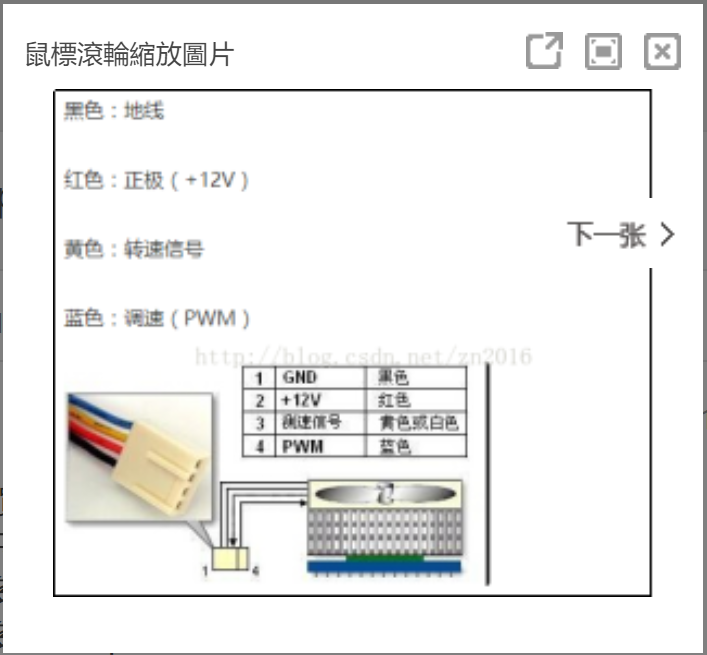 鼠標滾輪縮放圖片
黑色：地线
红色：正极（+12V）
下一张
黄色：转速信号
蓝色：调速（PWM）
http://blog.csdn.net/zn2016
1 GND 黑色
2 +12V 红色
3 测速信号 黄色或白色
4 PWM 蓝色
1 4